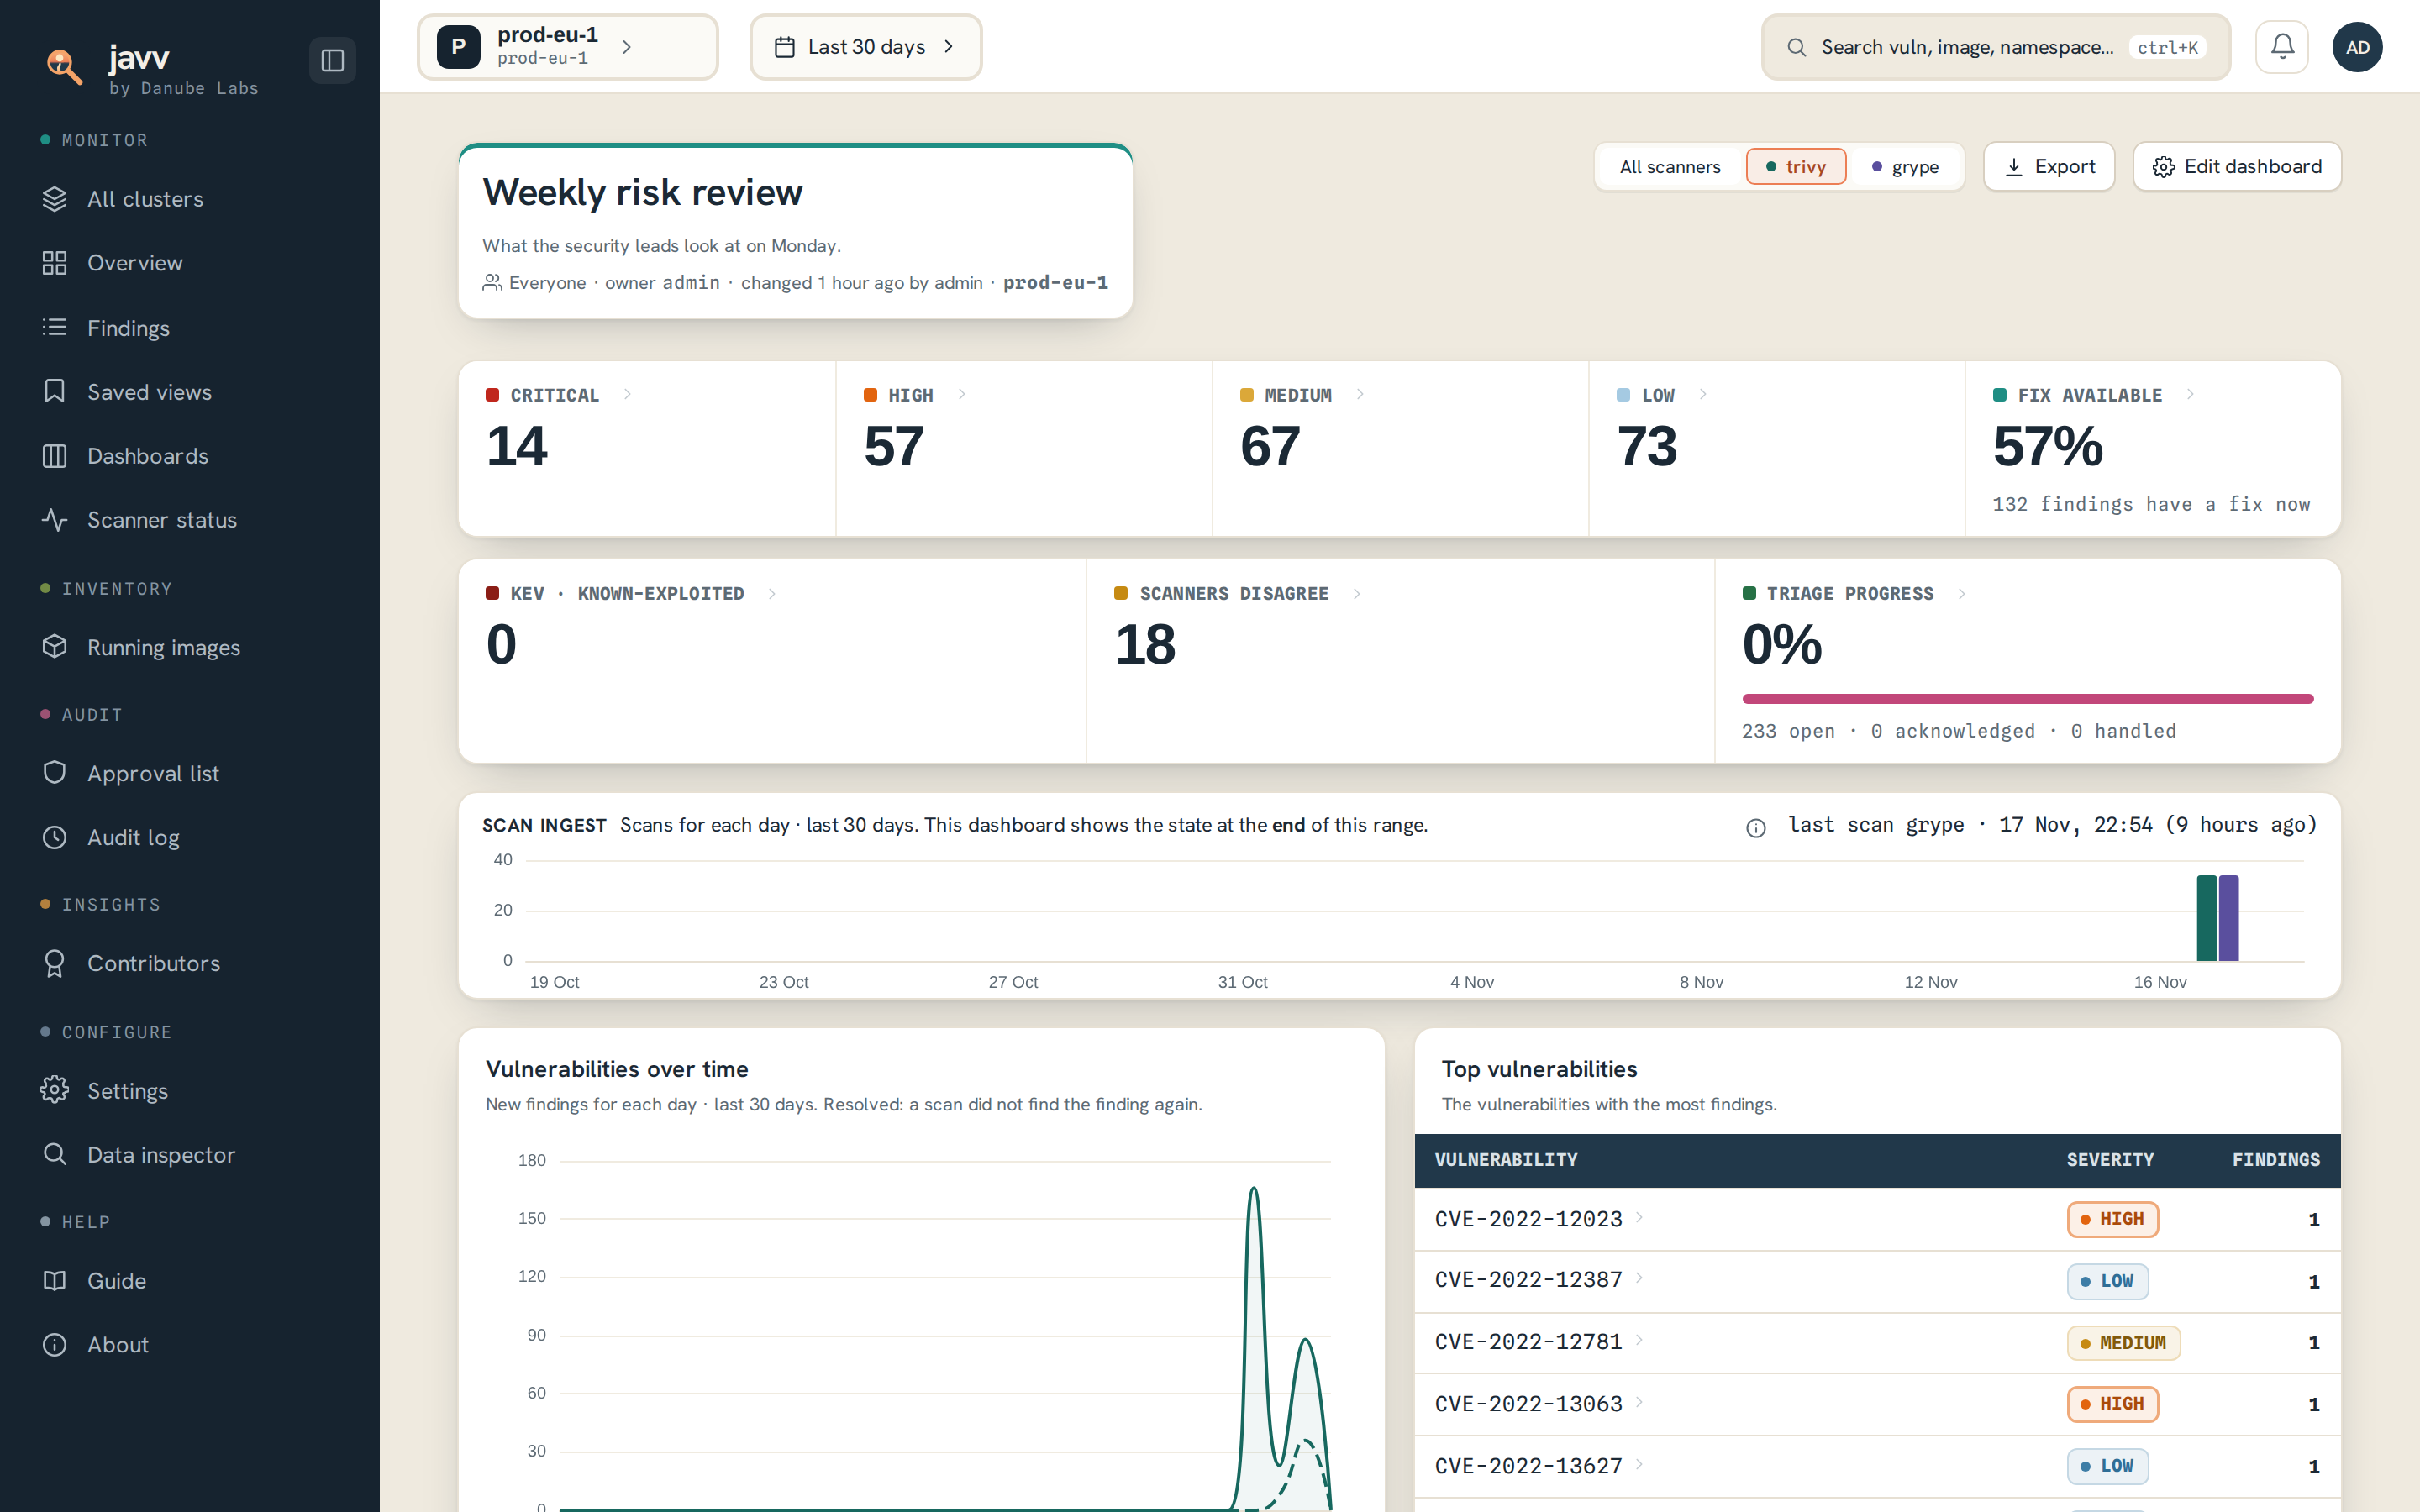 javv
by Danube Labs
MONITOR
All clusters
Overview
Findings
Saved views
Dashboards
Scanner status
INVENTORY
Running images
AUDIT
Approval list
Audit log
INSIGHTS
Contributors
CONFIGURE
Settings
Data inspector
HELP
Guide
About
P
prod-eu-1
prod-eu-1
Last 30 days
Search vuln, image, namespace... ctrl+K
AD
Weekly risk review
What the security leads look at on Monday.
Everyone · owner admin · changed 1 hour ago by admin · prod-eu-1
All scanners
trivy
grype
Export
Edit dashboard
CRITICAL
14
HIGH
57
MEDIUM
67
LOW
73
FIX AVAILABLE
57%
132 findings have a fix now
KEV · KNOWN-EXPLOITED
0
SCANNERS DISAGREE
18
TRIAGE PROGRESS
0%
233 open · 0 acknowledged · 0 handled
SCAN INGEST Scans for each day · last 30 days. This dashboard shows the state at the end of this range.
last scan grype · 17 Nov, 22:54 (9 hours ago)
40
20
0
19 Oct 23 Oct 27 Oct 31 Oct 4 Nov 8 Nov 12 Nov 16 Nov
Vulnerabilities over time
New findings for each day · last 30 days. Resolved: a scan did not find the finding again.
180
150
120
90
60
30
0
Top vulnerabilities
The vulnerabilities with the most findings.
VULNERABILITY SEVERITY FINDINGS
CVE-2022-12023 HIGH 1
CVE-2022-12387 LOW 1
CVE-2022-12781 MEDIUM 1
CVE-2022-13063 HIGH 1
CVE-2022-13627 LOW 1